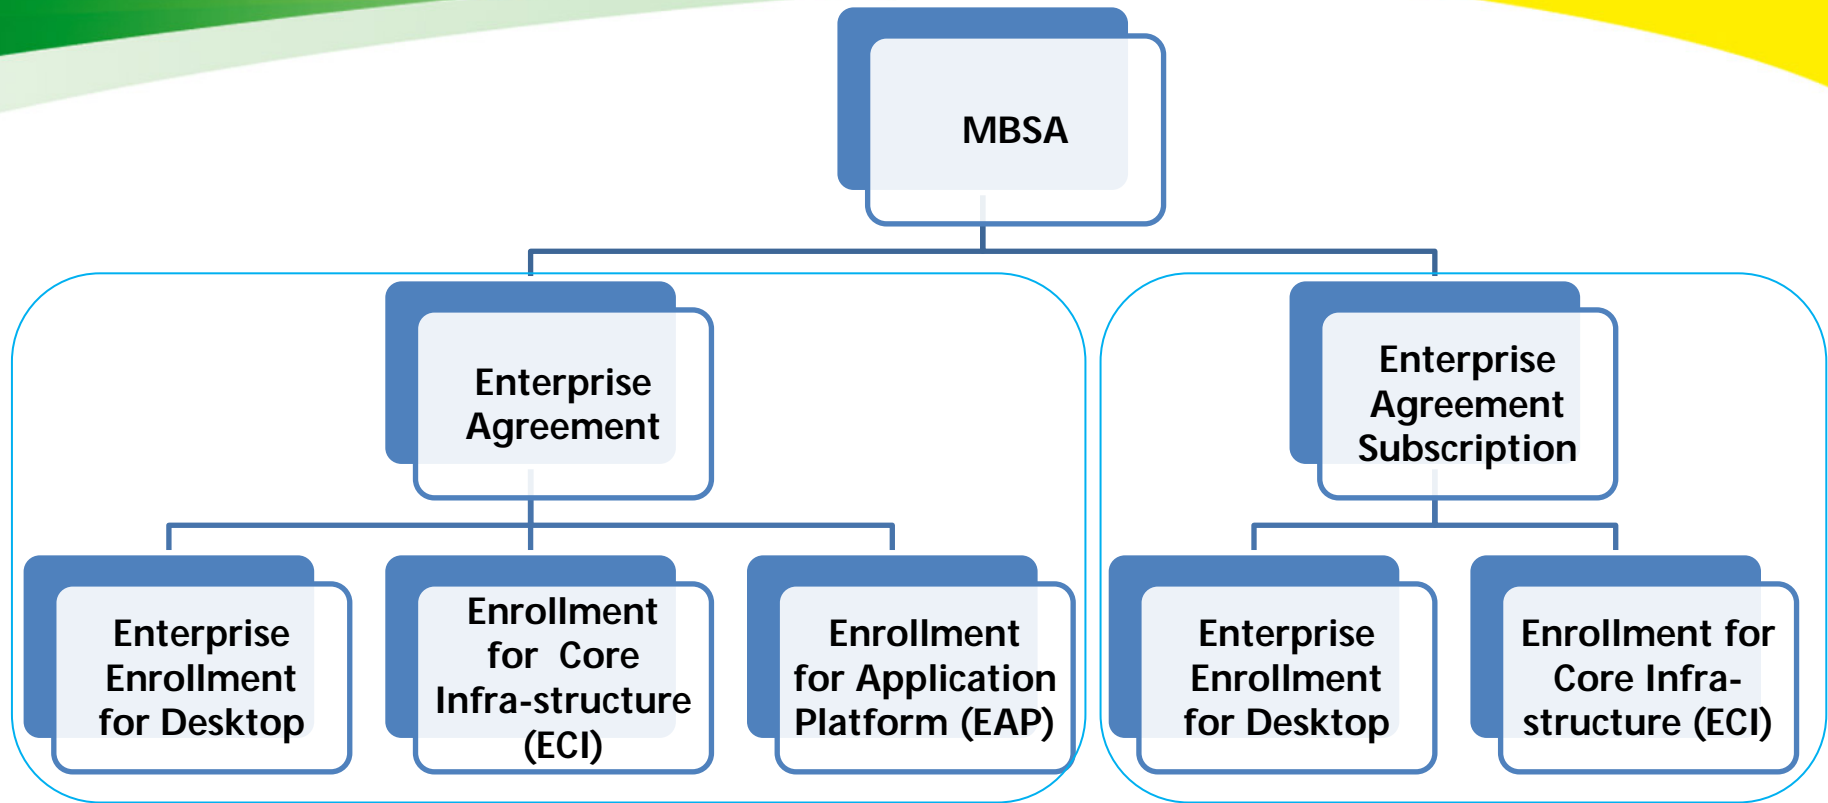 MBSA
Enterprise
Agreement
Enterprise
Agreement
Subscription
Enterprise
Enrollment
for Desktop
Enrollment
for Core
Infra-structure
(ECI)
Enrollment
for Application
Platform (EAP)
Enterprise
Enrollment
for Desktop
Enrollment for
Core Infra-
structure (ECI)